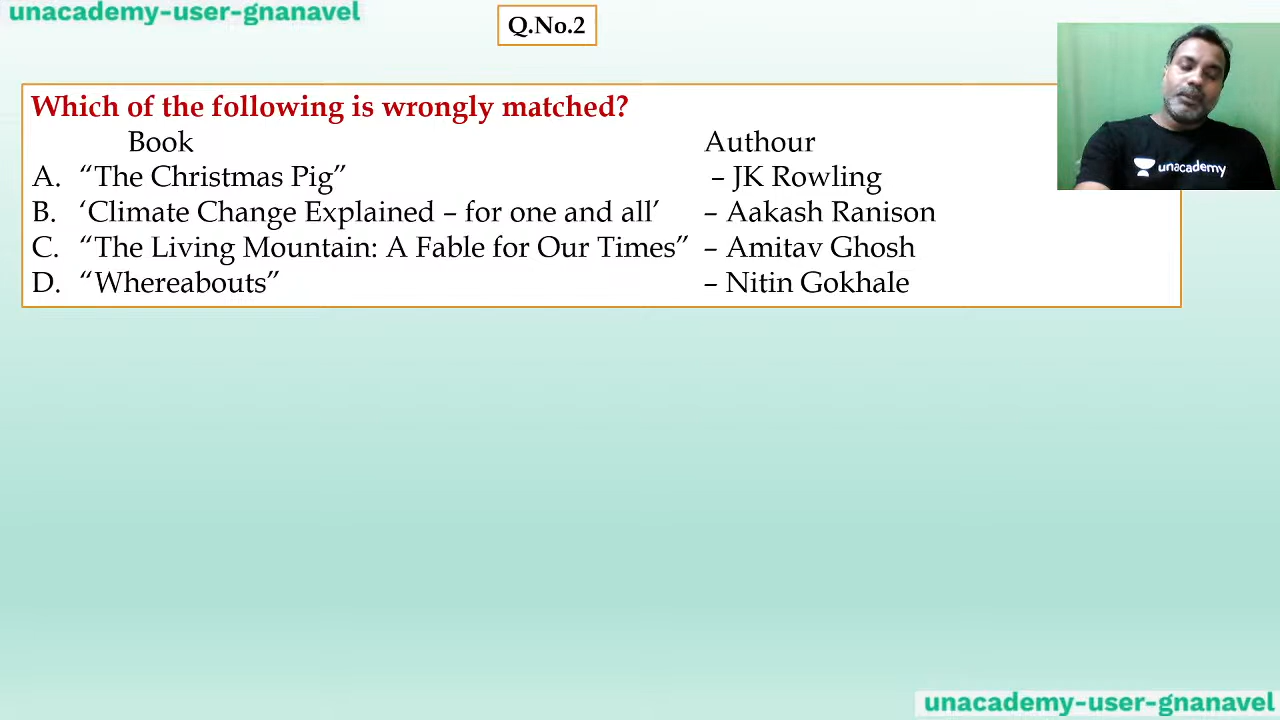 unacademy-user-gnanavel
Q.No.2
Which of the following is wrongly matched?
Book Authour
A. “The Christmas Pig” – JK Rowling
B. ‘Climate Change Explained – for one and all’ – Aakash Ranison
C. “The Living Mountain: A Fable for Our Times” – Amitav Ghosh
D. “Whereabouts” – Nitin Gokhale
unacademy
unacademy-user-gnanavel